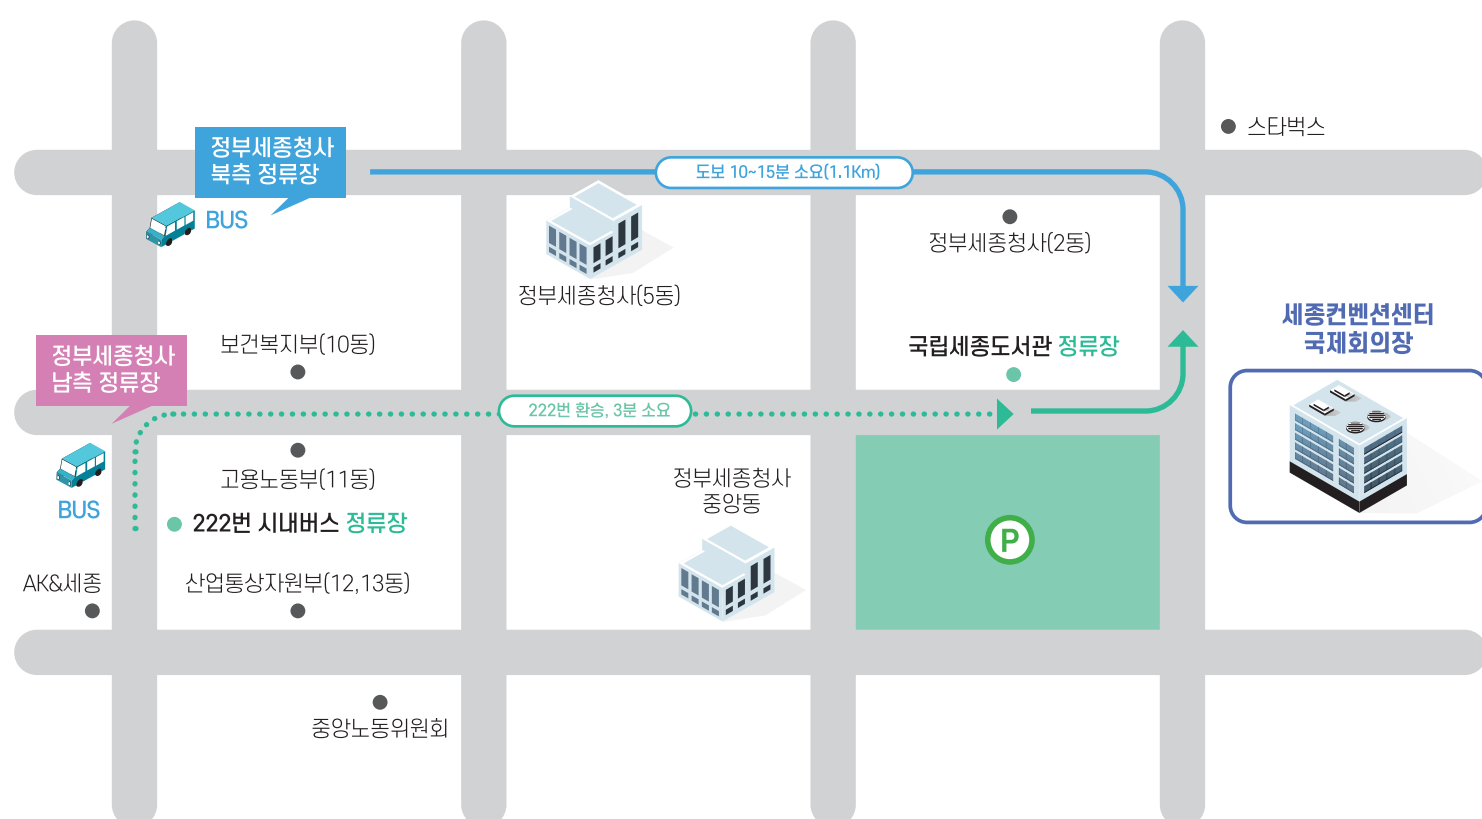 스타벅스
정부세종청사
북측 정류장
BUS
도보 10~15분 소요(1.1Km)
정부세종청사(2동)
정부세종청사(5동)
세종컨벤션센터
국제회의장
정부세종청사
남측 정류장
보건복지부(10동)
국립세종도서관 정류장
222번 환승, 3분 소요
BUS
고용노동부(11동)
222번 시내버스 정류장
정부세종청사
중앙동
P
AK&세종
산업통상자원부(12,13동)
중앙노동위원회